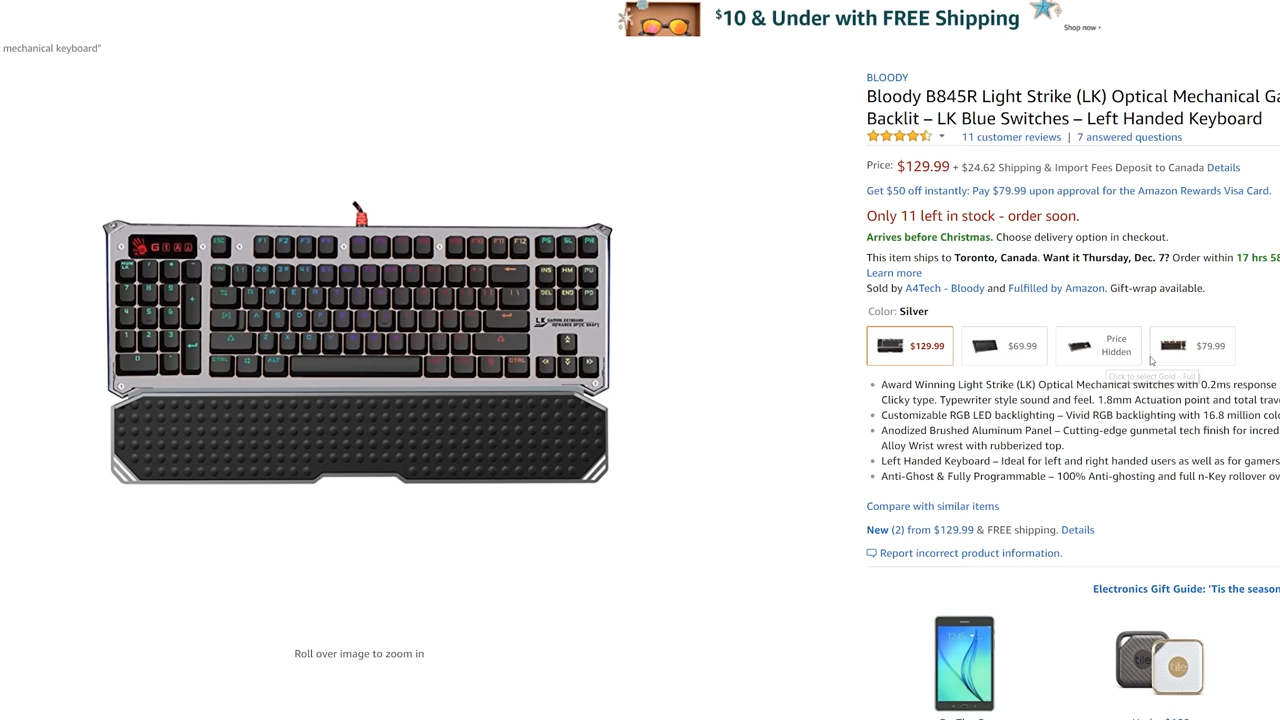 $10 & Under with FREE Shipping
Shop now ›
mechanical keyboard"
BLOODY
Bloody B845R Light Strike (LK) Optical Mechanical Ga
Backlit – LK Blue Switches – Left Handed Keyboard
11 customer reviews | 7 answered questions
Price: $129.99 + $24.62 Shipping & Import Fees Deposit to Canada Details
Get $50 off instantly: Pay $79.99 upon approval for the Amazon Rewards Visa Card.
Only 11 left in stock - order soon.
Arrives before Christmas. Choose delivery option in checkout.
This item ships to Toronto, Canada. Want it Thursday, Dec. 7? Order within 17 hrs 58
Learn more
Sold by A4Tech - Bloody and Fulfilled by Amazon. Gift-wrap available.
Color: Silver
$129.99
$69.99
Price Hidden
$79.99
Click to select Gold - Full
Award Winning Light Strike (LK) Optical Mechanical switches with 0.2ms response
Clicky type. Typewriter style sound and feel. 1.8mm Actuation point and total trav
Customizable RGB LED backlighting – Vivid RGB backlighting with 16.8 million colo
Anodized Brushed Aluminum Panel – Cutting-edge gunmetal tech finish for incred
Alloy Wrist wrest with rubberized top.
Left Handed Keyboard – Ideal for left and right handed users as well as for gamers
Anti-Ghost & Fully Programmable – 100% Anti-ghosting and full n-Key rollover ov
Compare with similar items
New (2) from $129.99 & FREE shipping. Details
Report incorrect product information.
Electronics Gift Guide: 'Tis the season
tile
tile
Roll over image to zoom in